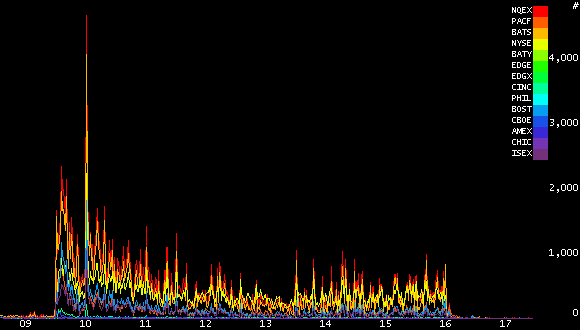 #
NQEX
PACF
BATS
NYSE
BATY
EDGE
EDGX
CINC
PHIL
BOST
CBOE
AMEX
CHIC
ISEX
4,000
3,000
2,000
1,000
0
09 10 11 12 13 14 15 16 17